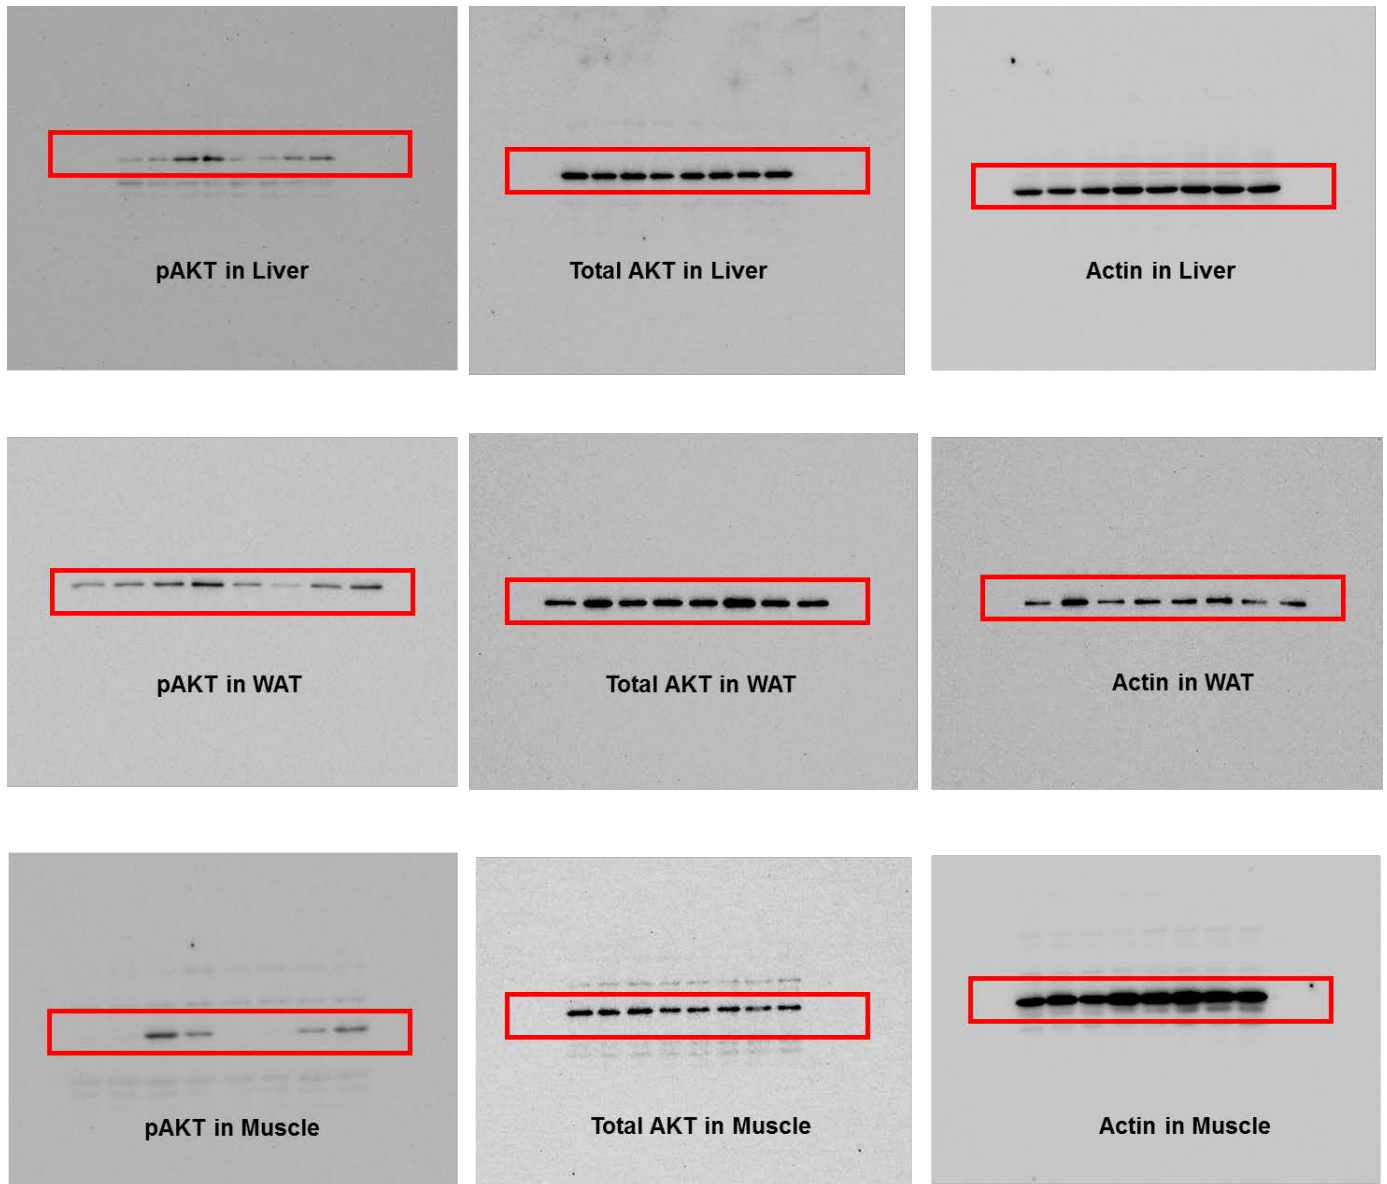 pAKT in Liver
Total AKT in Liver
Actin in Liver
pAKT in WAT
Total AKT in WAT
Actin in WAT
pAKT in Muscle
Total AKT in Muscle
Actin in Muscle